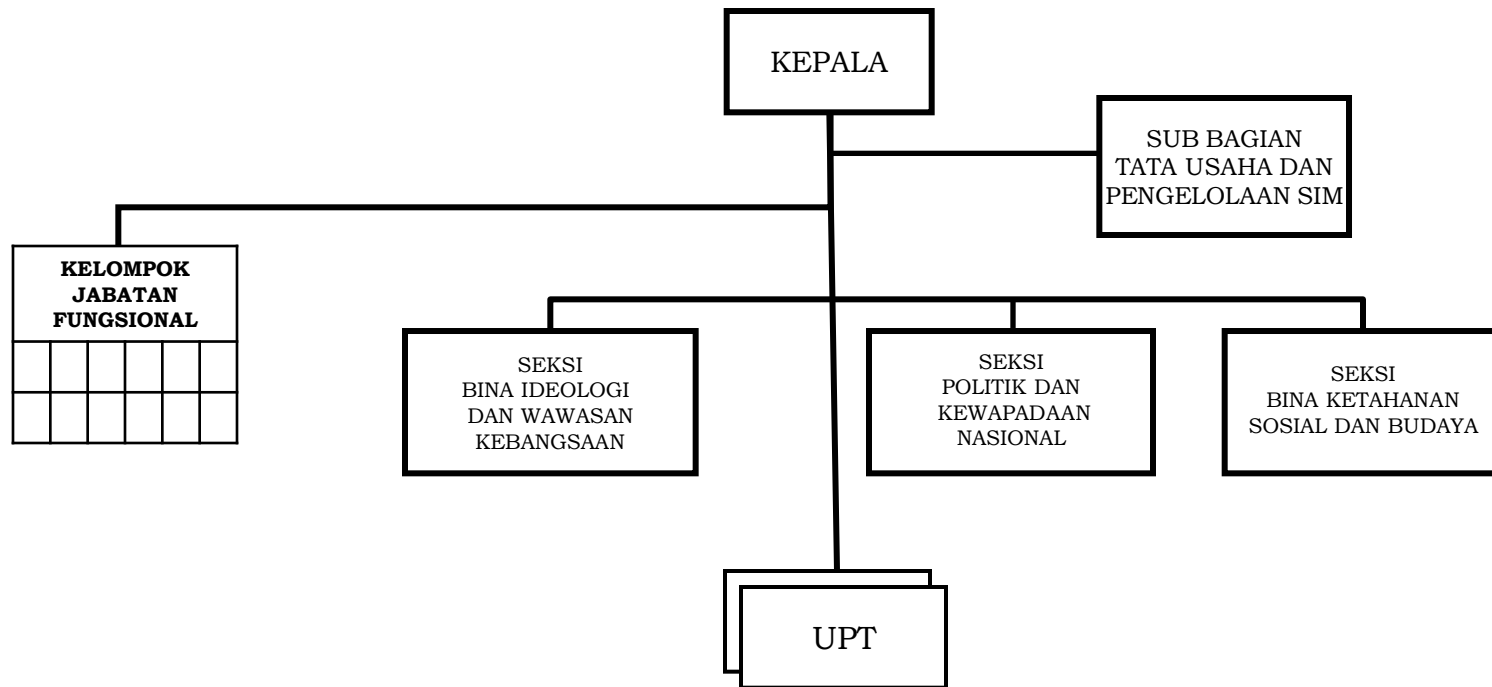 KEPALA
SUB BAGIAN
TATA USAHA DAN
PENGELOLAAN SIM
KELOMPOK
JABATAN
FUNGSIONAL
SEKSI
BINA IDEOLOGI
DAN WAWASAN
KEBANGSAAN
SEKSI
POLITIK DAN
KEWAPADAAN
NASIONAL
SEKSI
BINA KETAHANAN
SOSIAL DAN BUDAYA
UPT